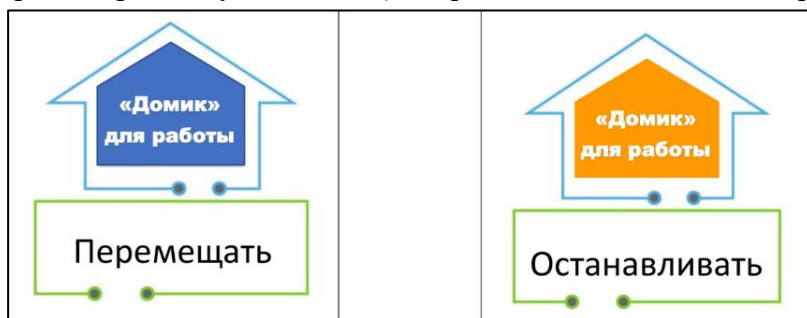 «Домик»
для работы
Перемещать
«Домик»
для работы
Останавливать